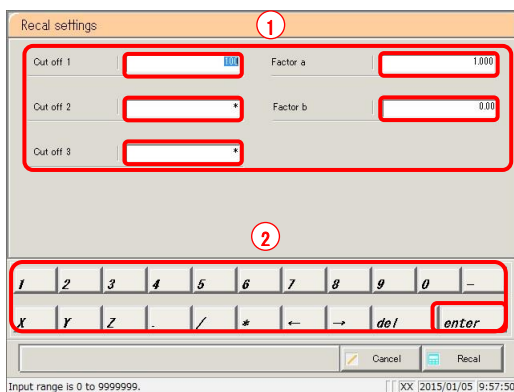 Recal settings
1
Cut off 1 100 Factor a 1.000
Cut off 2 * Factor b 0.00
Cut off 3 *
2
1 2 3 4 5 6 7 8 9 0 -
X Y Z . / * ← → del enter
Cancel Recal
Input range is 0 to 9999999. XX 2015/01/05 9:57:50